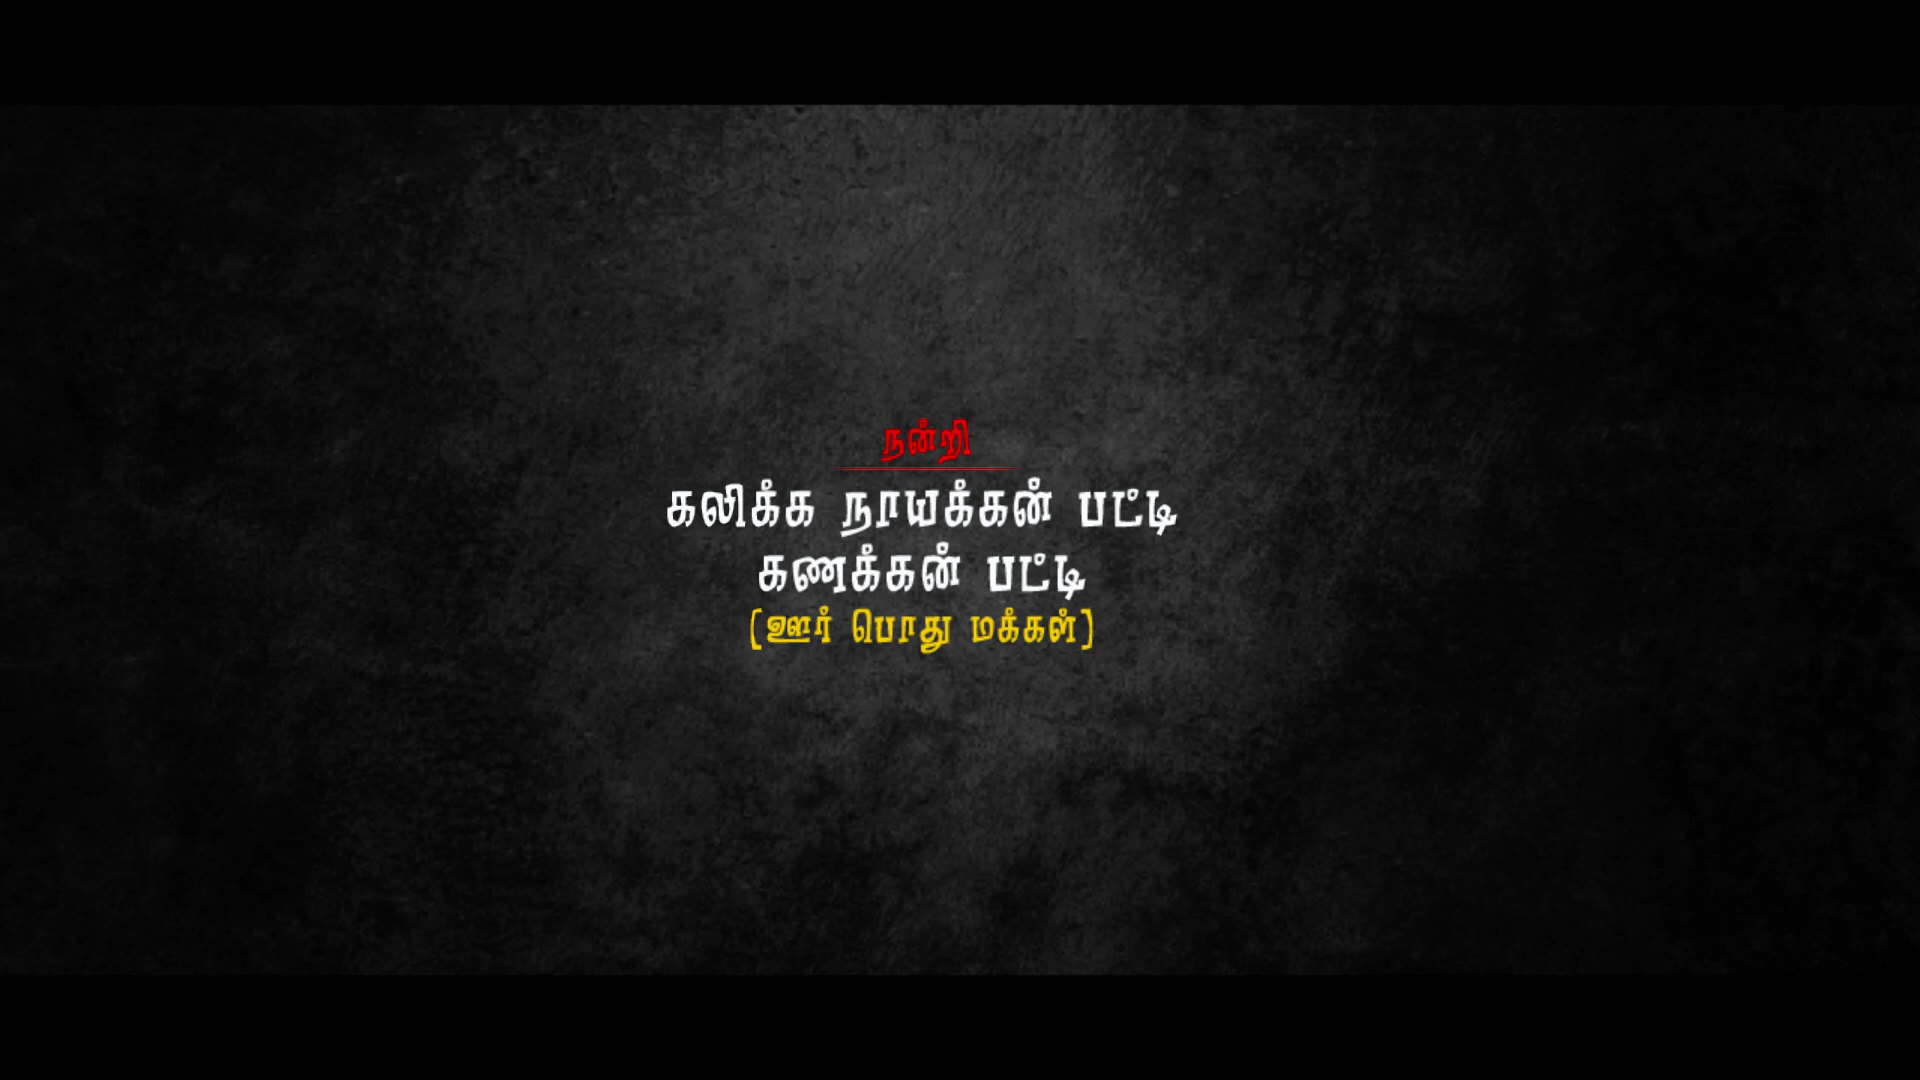 நன்றி
கலிக்க நாயக்கன் பட்டி
கணக்கன் பட்டி
(ஊர் பொது மக்கள்)